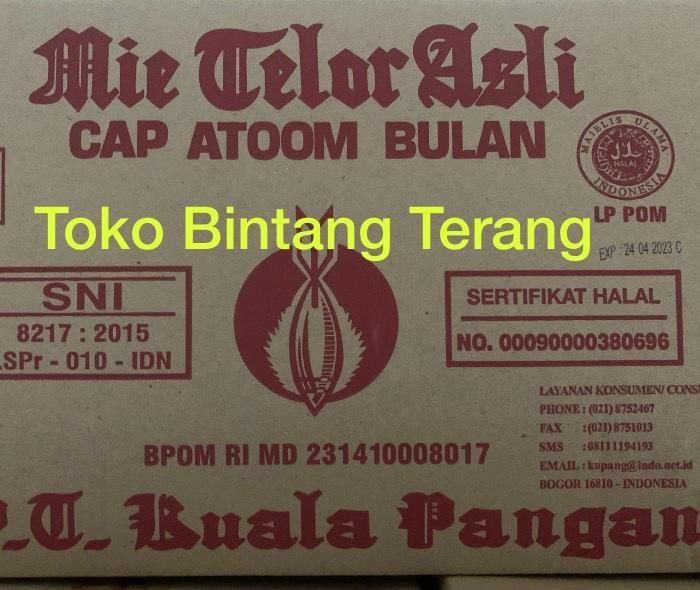 Mie Telor Asli
CAP ATOOM BULAN
MAJELIS ULAMA
HALAL
INDONESIA
LP POM
Toko Bintang Terang
EXP : 24 04 2023 C
SNI
8217 : 2015
LSPr - 010 - IDN
SERTIFIKAT HALAL
NO. 00090000380696
LAYANAN KONSUMEN/
PHONE : (021) 8752467
FAX : (021) 8751013
SMS : 08111194193
EMAIL : kupang@indo.net.id
BOGOR 16810 - INDONESIA
BPOM RI MD 231410008017
P.T. Kuala Pangan